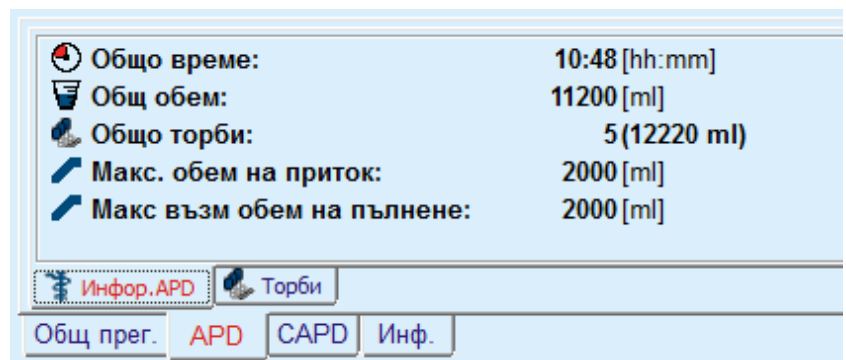 Общо време: 10:48 [hh:mm]
Общ обем: 11200 [ml]
Общо торби: 5 (12220 ml)
Макс. обем на приток: 2000 [ml]
Макс възм обем на пълнене: 2000 [ml]
Инфор.APD Торби
Общ прег. APD CAPD Инф.